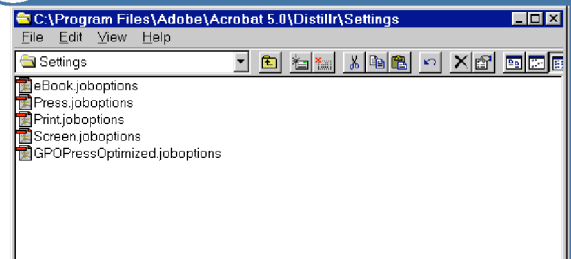 C:\Program Files\Adobe\Acrobat 5.0\Distillr\Settings
File Edit View Help
Settings
eBook.joboptions
Press.joboptions
Print.joboptions
Screen.joboptions
GPOPressOptimized.joboptions